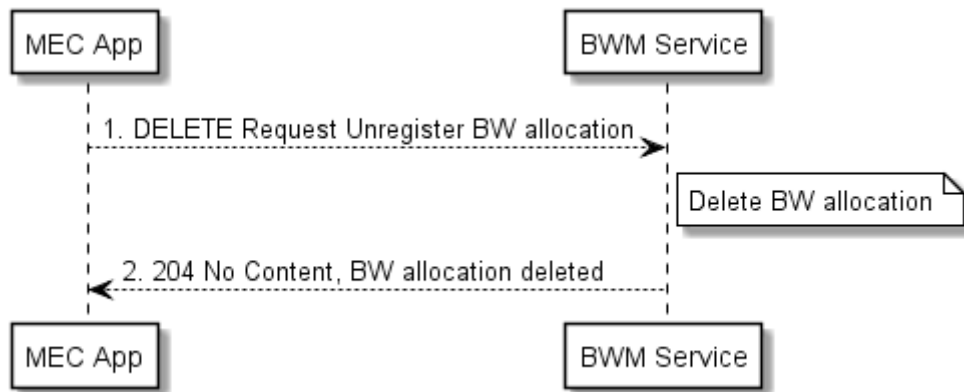 MEC App
BWM Service
1. DELETE Request Unregister BW allocation
Delete BW allocation
2. 204 No Content, BW allocation deleted
MEC App
BWM Service